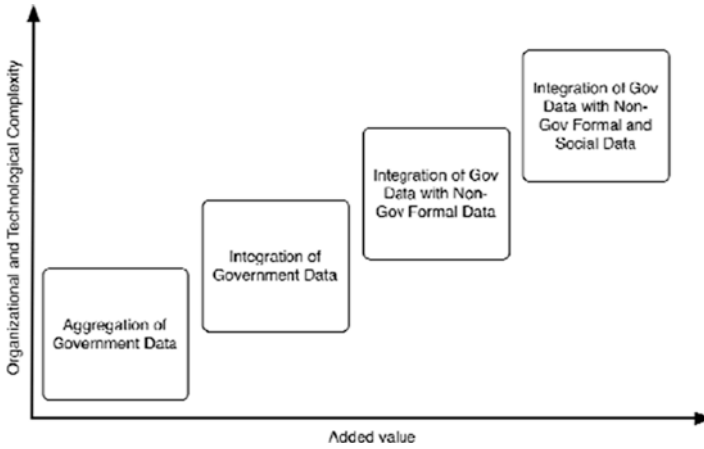 Organizational and Technological Complexity
Integration of Gov
Data with Non-
Gov Formal and
Social Data
Integration of Gov
Data with Non-
Gov Formal Data
Integration of
Government Data
Aggregation of
Government Data
Added value